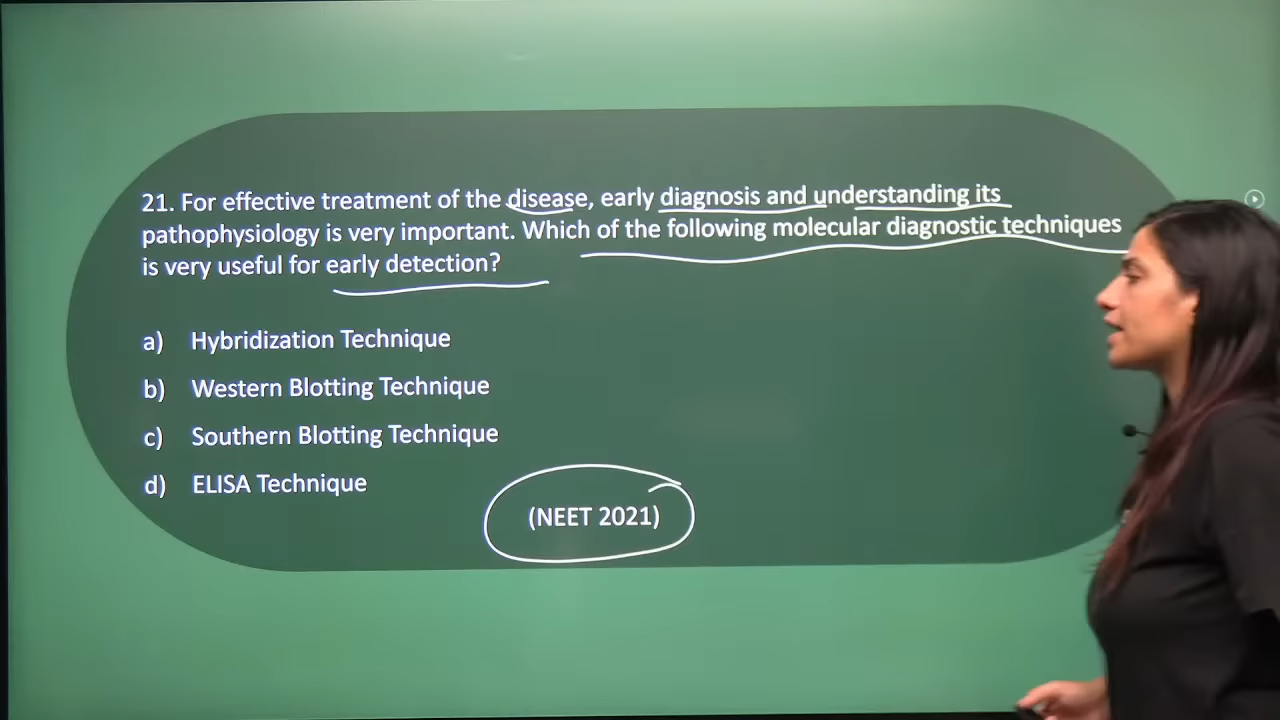 21. For effective treatment of the disease, early diagnosis and understanding its
pathophysiology is very important. Which of the following molecular diagnostic techniques
is very useful for early detection?
a) Hybridization Technique
b) Western Blotting Technique
c) Southern Blotting Technique
d) ELISA Technique
(NEET 2021)